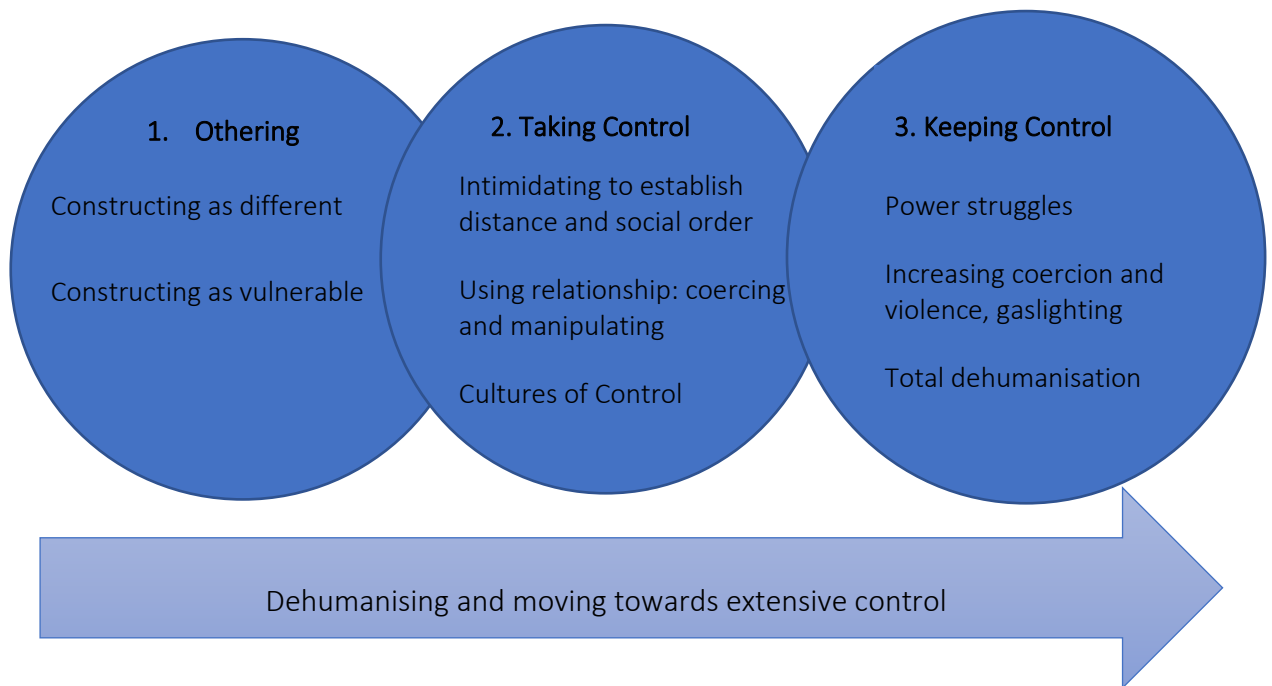 1. Othering
Constructing as different
Constructing as vulnerable
2. Taking Control
Intimidating to establish
distance and social order
Using relationship: coercing
and manipulating
Cultures of Control
3. Keeping Control
Power struggles
Increasing coercion and
violence, gaslighting
Total dehumanisation
Dehumanising and moving towards extensive control